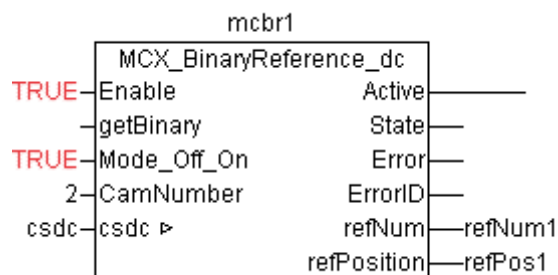 mcbr1
MCX_BinaryReference_dc
TRUE Enable Active
getBinary State
TRUE Mode_Off_On Error
2 CamNumber ErrorID
csdc csdc ▷ refNum refNum1
refPosition refPos1